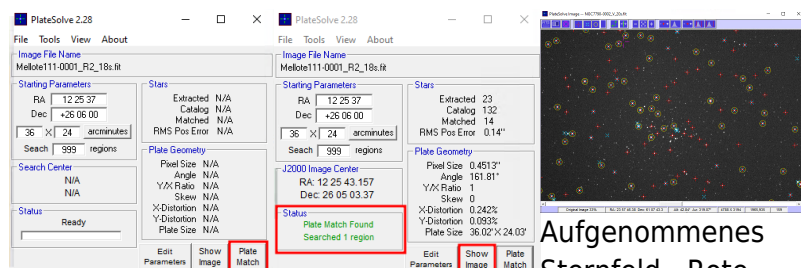 PlateSolve 2.28
File Tools View About
Image File Name
Mellote111-0001_R2_18s.fit
Starting Parameters
RA 12 25 37
Dec +26 06 00
36 X 24 arcminutes
Seach 999 regions
Search Center
N/A
N/A
Status
Ready
Stars
Extracted N/A
Catalog N/A
Matched N/A
RMS Pos Error N/A
Plate Geometry
Pixel Size N/A
Angle N/A
Y/X Ratio N/A
Skew N/A
X-Distortion N/A
Y-Distortion N/A
Plate Size N/A
Edit Parameters
Show Image
Plate Match
PlateSolve 2.28
File Tools View About
Image File Name
Mellote111-0001_R2_18s.fit
Starting Parameters
RA 12 25 37
Dec +26 06 00
36 X 24 arcminutes
Seach 999 regions
J2000 Image Center
RA: 12 25 43.157
Dec: 26 05 03.37
Status
Plate Match Found
Searched 1 region
Stars
Extracted 23
Catalog 132
Matched 14
RMS Pos Error 0.14"
Plate Geometry
Pixel Size 0.4513"
Angle 161.81°
Y/X Ratio 1
Skew 0
X-Distortion 0.242%
Y-Distortion 0.093%
Plate Size 36.02' X 24.03'
Edit Parameters
Show Image
Plate Match
Aufgenommenes